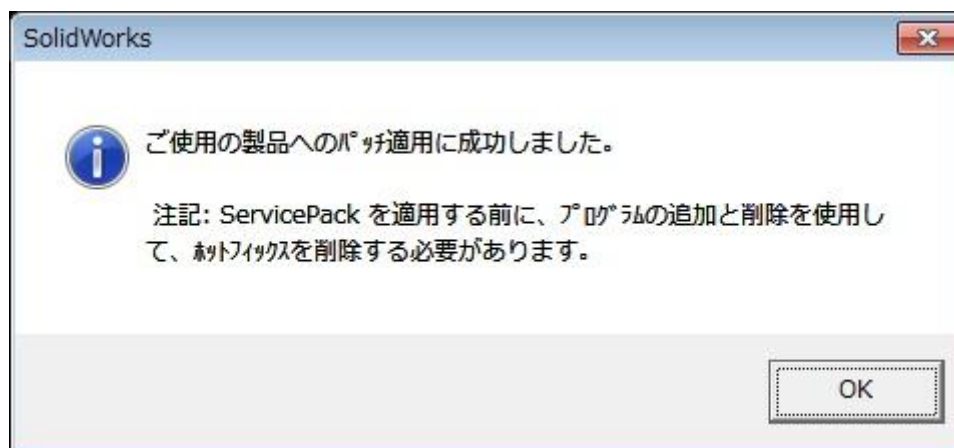 SolidWorks
ご使用の製品へのﾊﾟｯﾁ適用に成功しました。
注記: ServicePack を適用する前に、ﾌﾟﾛｸﾞﾗﾑの追加と削除を使用し
て、ﾎｯﾄﾌｨｯｸｽを削除する必要があります。
OK